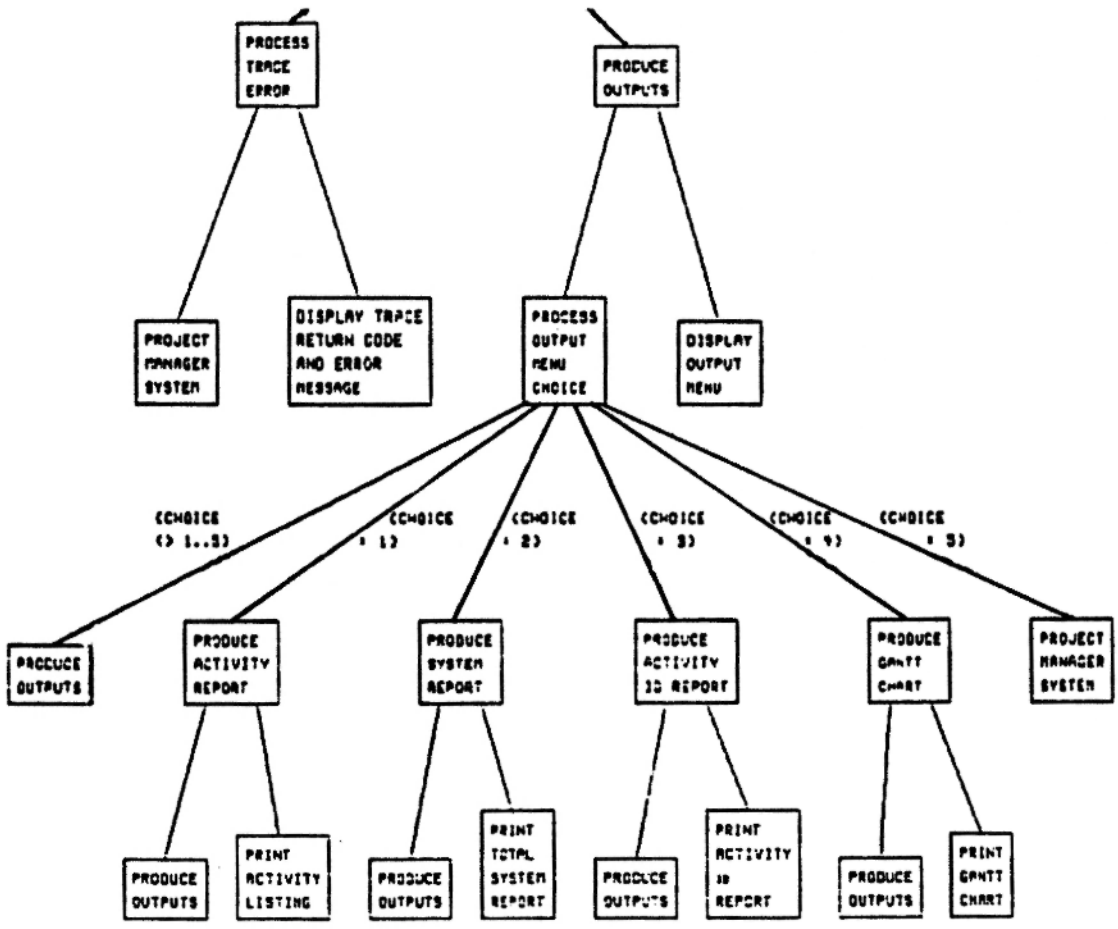 PROCESS
TRACE
ERROR
PRODUCE
OUTPUTS
PROJECT
MANAGER
SYSTEM
DISPLAY TRACE
RETURN CODE
AND ERROR
MESSAGE
PROCESS
OUTPUT
MENU
CHOICE
DISPLAY
OUTPUT
MENU
(CHOICE
<> 1..5)
(CHOICE
= 1)
(CHOICE
= 2)
(CHOICE
= 3)
(CHOICE
= 4)
(CHOICE
= 5)
PRODUCE
OUTPUTS
PRODUCE
ACTIVITY
REPORT
PRODUCE
SYSTEM
REPORT
PRODUCE
ACTIVITY
ID REPORT
PRODUCE
GANTT
CHART
PROJECT
MANAGER
SYSTEM
PRODUCE
OUTPUTS
PRINT
ACTIVITY
LISTING
PRODUCE
OUTPUTS
PRINT
TOTAL
SYSTEM
REPORT
PRODUCE
OUTPUTS
PRINT
ACTIVITY
ID
REPORT
PRODUCE
OUTPUTS
PRINT
GANTT
CHART